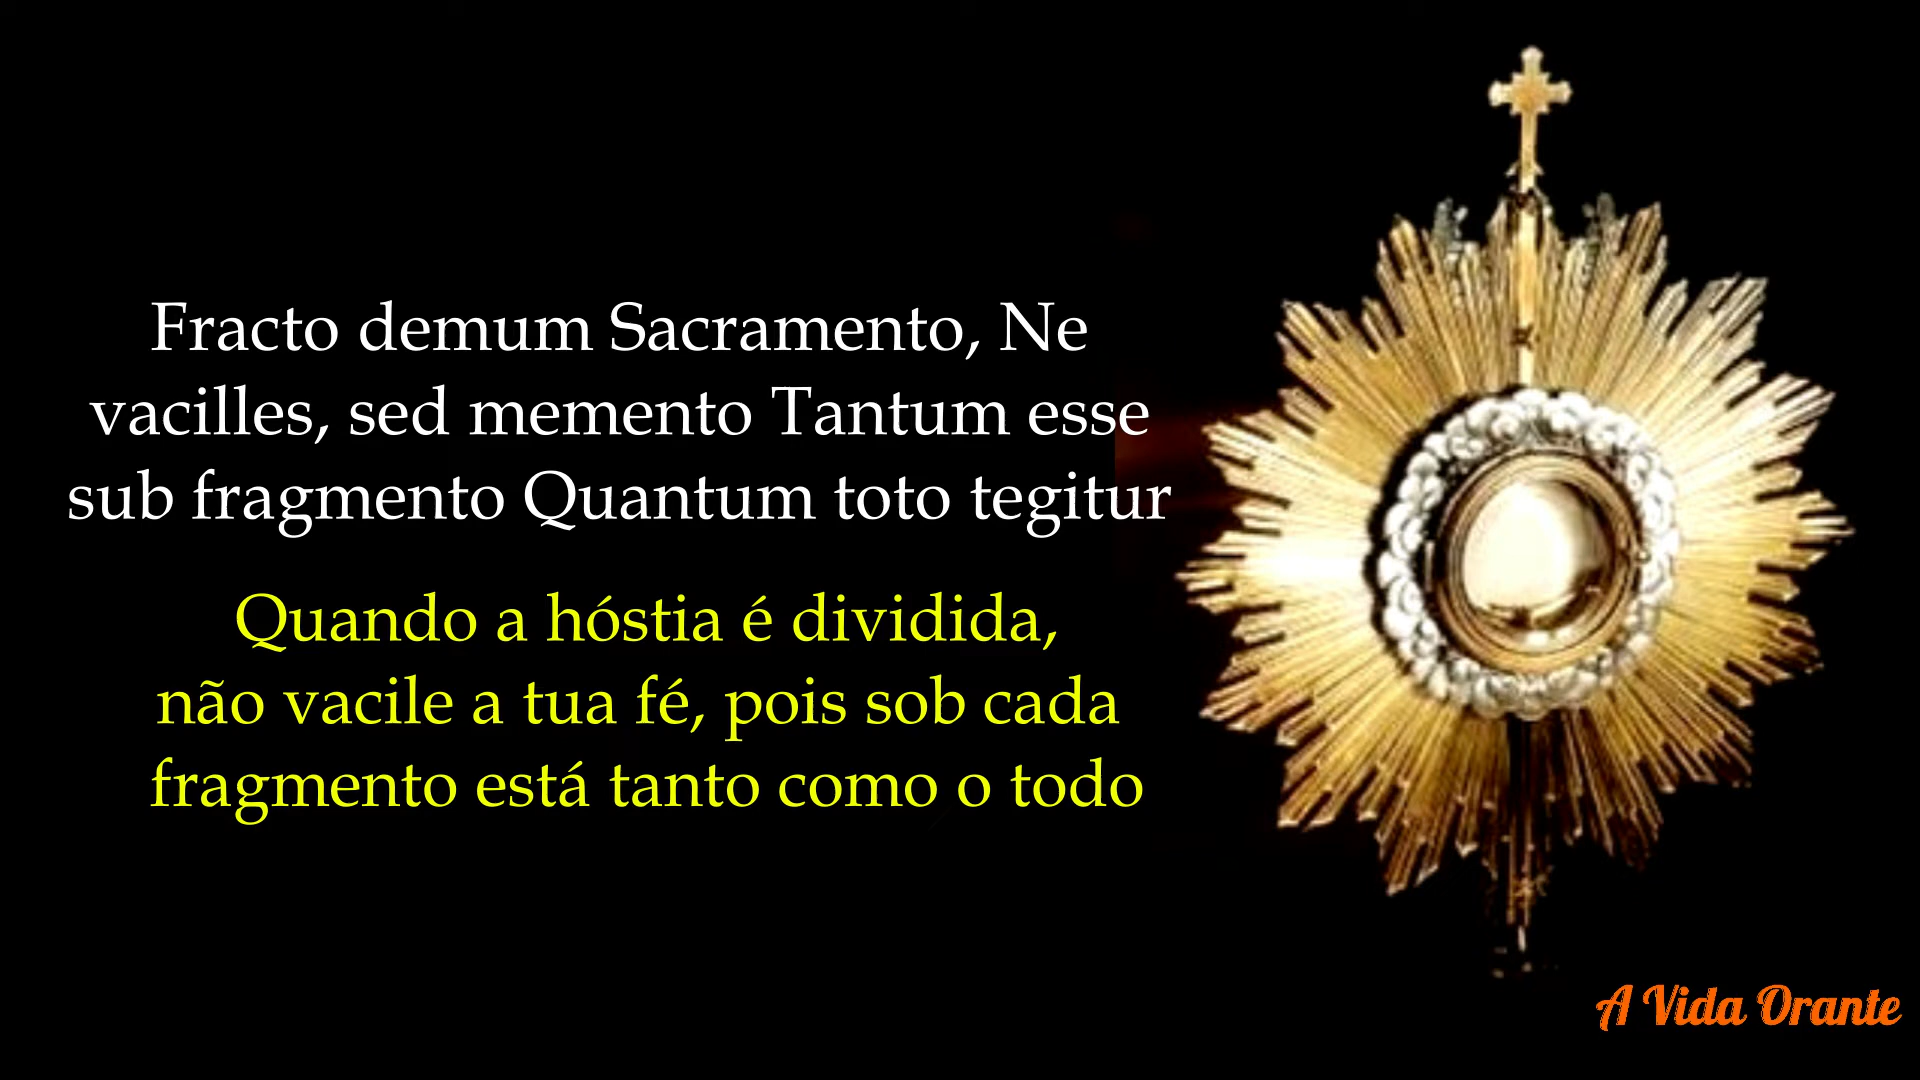 Fracto demum Sacramento, Ne
vacilles, sed memento Tantum esse
sub fragmento Quantum toto tegitur
Quando a hóstia é dividida,
não vacile a tua fé, pois sob cada
fragmento está tanto como o todo
A Vida Orante